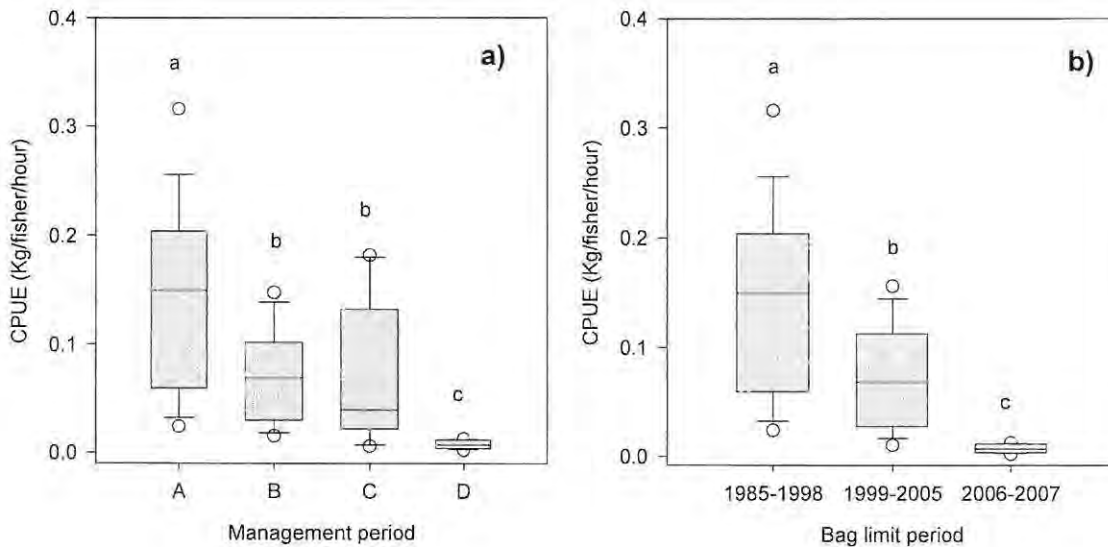 a)
CPUE (Kg/fisher/hour)
0.4
0.3
0.2
0.1
0.0
a
b
b
c
A B C D
Management period
b)
CPUE (Kg/fisher/hour)
0.4
0.3
0.2
0.1
0.0
a
b
c
1985-1998 1999-2005 2006-2007
Bag limit period